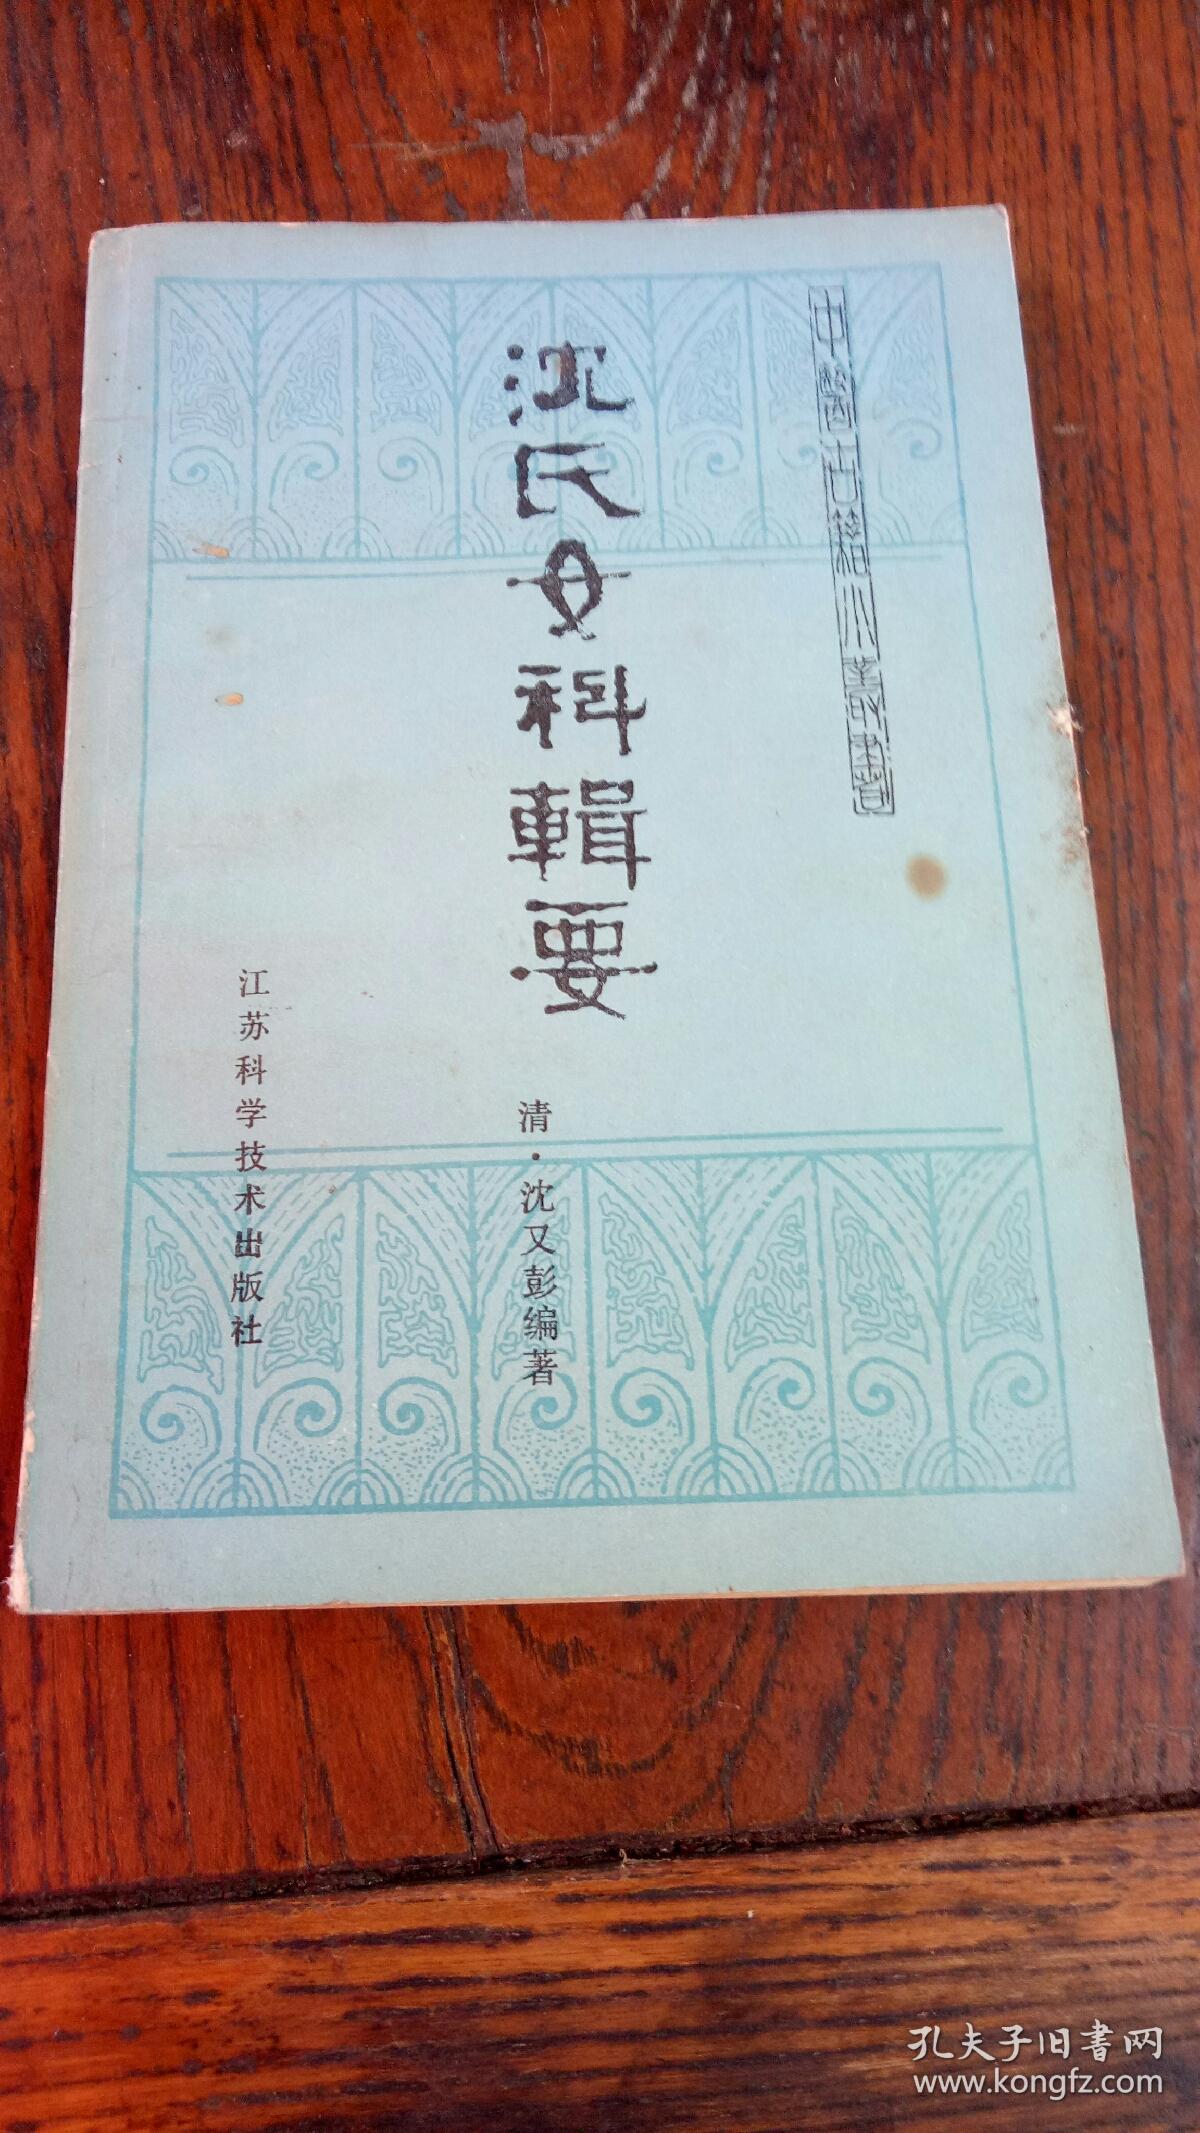 中醫古籍小叢書
沈氏女科輯要
清·沈又彭编著
江苏科学技术出版社
孔夫子旧書网
www.kongfz.com